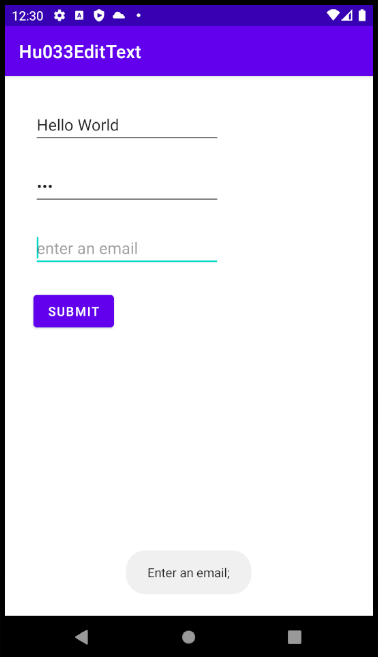 12:30
Hu033EditText
Hello World
•••
enter an email
SUBMIT
Enter an email;